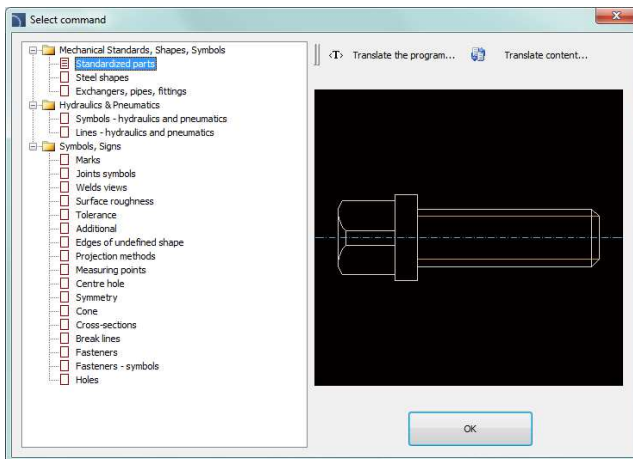 Select command
Mechanical Standards, Shapes, Symbols
Standardized parts
Steel shapes
Exchangers, pipes, fittings
Hydraulics & Pneumatics
Symbols - hydraulics and pneumatics
Lines - hydraulics and pneumatics
Symbols, Signs
Marks
Joints symbols
Welds views
Surface roughness
Tolerance
Additional
Edges of undefined shape
Projection methods
Measuring points
Centre hole
Symmetry
Cone
Cross-sections
Break lines
Fasteners
Fasteners - symbols
Holes
<T> Translate the program... Translate content...
OK